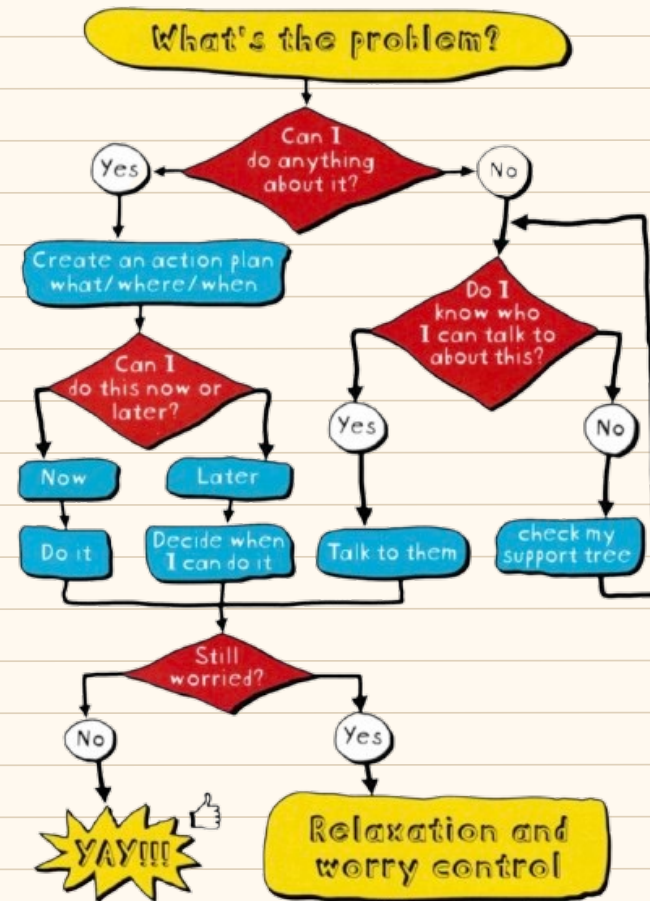 What's the problem?
Can I
do anything
about it?
Yes
No
Create an action plan
what/where/when
Do I
know who
I can talk to
about this?
Can I
do this now or
later?
Yes
No
Now
Later
Do it
Decide when
I can do it
Talk to them
check my
support tree
Still
worried?
No
Yes
YAY!!!
Relaxation and
worry control